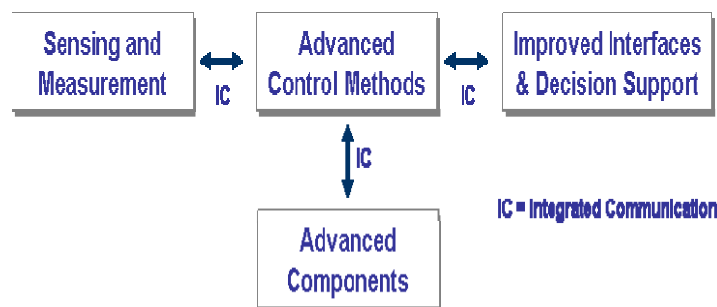 Sensing and
Measurement
IC
Advanced
Control Methods
IC
Improved Interfaces
& Decision Support
IC
IC = Integrated Communication
Advanced
Components